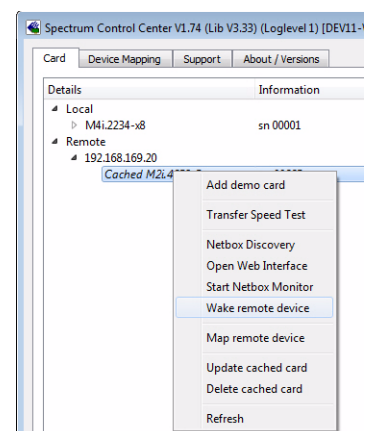 Spectrum Control Center V1.74 (Lib V3.33) (Loglevel 1) [DEV11-
Card Device Mapping Support About / Versions
Details Information
Local
M4i.2234-x8 sn 00001
Remote
192.168.169.20
Cached
Add demo card
Transfer Speed Test
Netbox Discovery
Open Web Interface
Start Netbox Monitor
Wake remote device
Map remote device
Update cached card
Delete cached card
Refresh